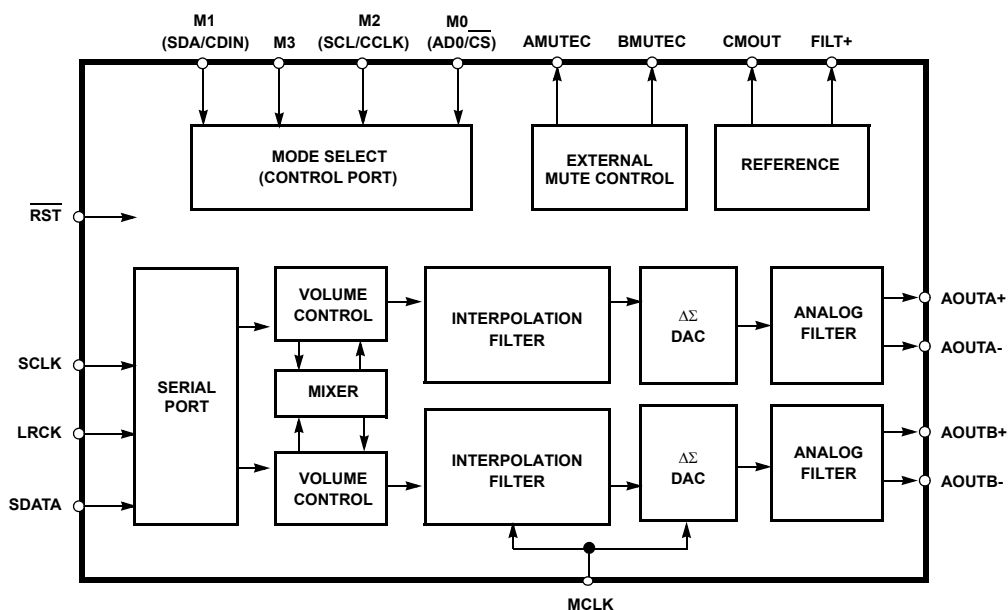 M1
(SDA/CDIN)
M3
M2
(SCL/CCLK)
M0
(AD0/CS)
AMUTEC
BMUTEC
CMOUT
FILT+
MODE SELECT
(CONTROL PORT)
EXTERNAL
MUTE CONTROL
REFERENCE
RST
SCLK
LRCK
SDATA
SERIAL
PORT
VOLUME
CONTROL
MIXER
VOLUME
CONTROL
INTERPOLATION
FILTER
INTERPOLATION
FILTER
ΔΣ
DAC
ΔΣ
DAC
ANALOG
FILTER
ANALOG
FILTER
AOUTA+
AOUTA-
AOUTB+
AOUTB-
MCLK